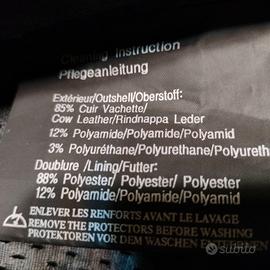 Cleaning Instruction
Pflegeanleitung
Extérieur/Outshell/Oberstoff:
85% Cuir Vachette/
Cow Leather/Rindnappa Leder
12% Polyamide/Polyamide/Polyamid
3% Polyuréthane/Polyurethane/Polyureth
Doublure /Lining/Futter:
88% Polyester/ Polyester/ Polyester
12% Polyamide/Polyamide/Polyamid
ENLEVER LES RENFORTS AVANT LE LAVAGE
REMOVE THE PROTECTORS BEFORE WASHING
PROTEKTOREN VOR DEM WASCHEN
subito